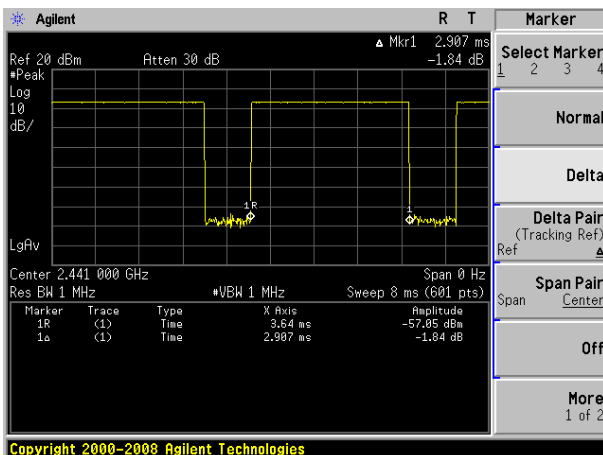 Agilent R T
Δ Mkr1 2.907 ms
Ref 20 dBm Atten 30 dB -1.84 dB
#Peak
Log
10
dB/
1R
1
LgAv
Center 2.441 000 GHz Span 0 Hz
Res BW 1 MHz #VBW 1 MHz Sweep 8 ms (601 pts)
Marker Trace Type X Axis Amplitude
1R (1) Time 3.64 ms -57.05 dBm
1Δ (1) Time 2.907 ms -1.84 dB
Copyright 2000-2008 Agilent Technologies
Marker
Select Marker
1 2 3 4
Normal
Delta
Delta Pair
(Tracking Ref)
Ref Δ
Span Pair
Span Center
Off
More
1 of 2